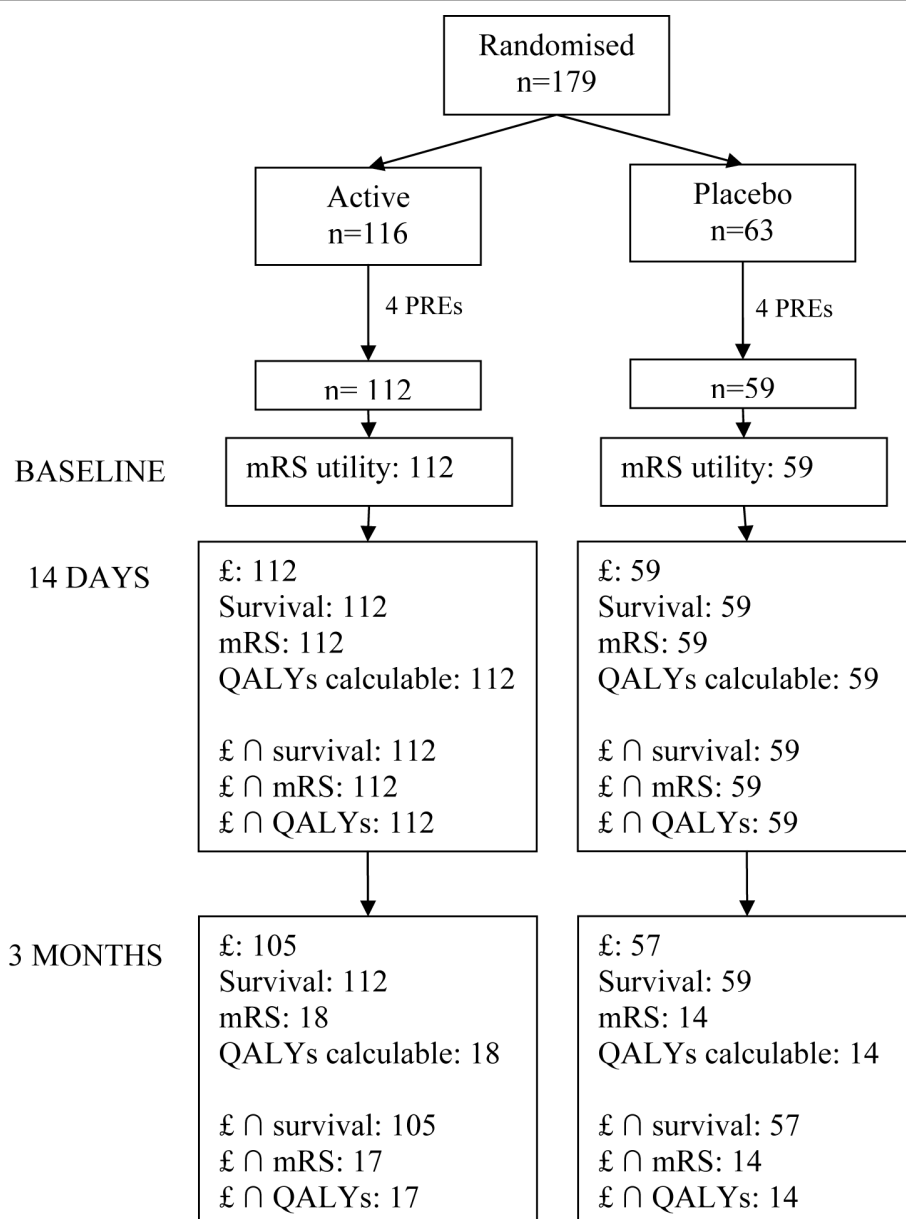 Randomised
n=179
Active
n=116
Placebo
n=63
4 PREs
4 PREs
n= 112
n=59
BASELINE
mRS utility: 112
mRS utility: 59
14 DAYS
£: 112
Survival: 112
mRS: 112
QALYs calculable: 112
£ ∩ survival: 112
£ ∩ mRS: 112
£ ∩ QALYs: 112
£: 59
Survival: 59
mRS: 59
QALYs calculable: 59
£ ∩ survival: 59
£ ∩ mRS: 59
£ ∩ QALYs: 59
3 MONTHS
£: 105
Survival: 112
mRS: 18
QALYs calculable: 18
£ ∩ survival: 105
£ ∩ mRS: 17
£ ∩ QALYs: 17
£: 57
Survival: 59
mRS: 14
QALYs calculable: 14
£ ∩ survival: 57
£ ∩ mRS: 14
£ ∩ QALYs: 14